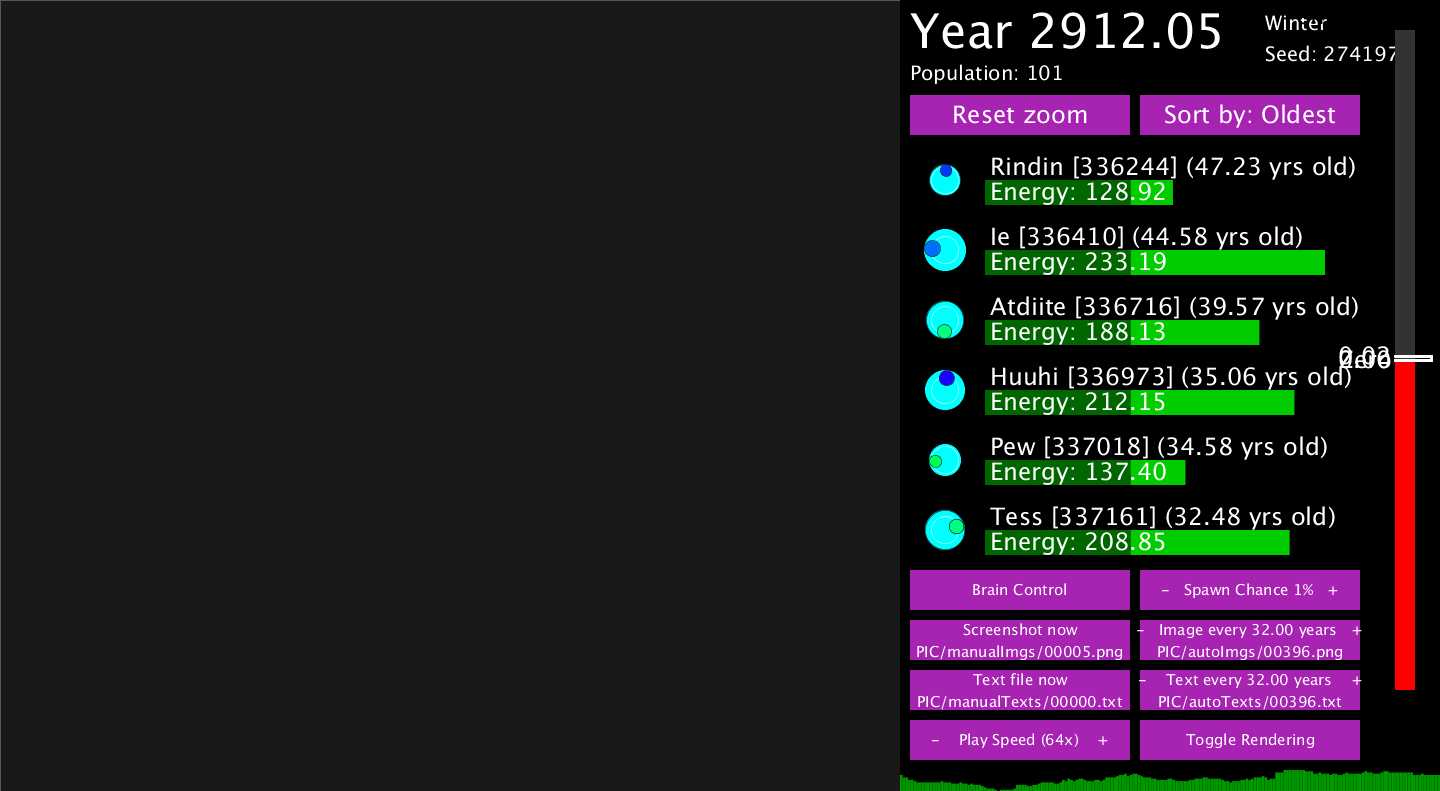 Year 2912.05
Winter
Seed: 274197
Population: 101
Reset zoom
Sort by: Oldest
Rindin [336244] (47.23 yrs old)
Energy: 128.92
Ie [336410] (44.58 yrs old)
Energy: 233.19
Atdiite [336716] (39.57 yrs old)
Energy: 188.13
Huuhi [336973] (35.06 yrs old)
Energy: 212.15
Pew [337018] (34.58 yrs old)
Energy: 137.40
Tess [337161] (32.48 yrs old)
Energy: 208.85
Brain Control
- Spawn Chance 1% +
Screenshot now
PIC/manualImgs/00005.png
- Image every 32.00 years +
PIC/autoImgs/00396.png
Text file now
PIC/manualTexts/00000.txt
- Text every 32.00 years +
PIC/autoTexts/00396.txt
- Play Speed (64x) +
Toggle Rendering